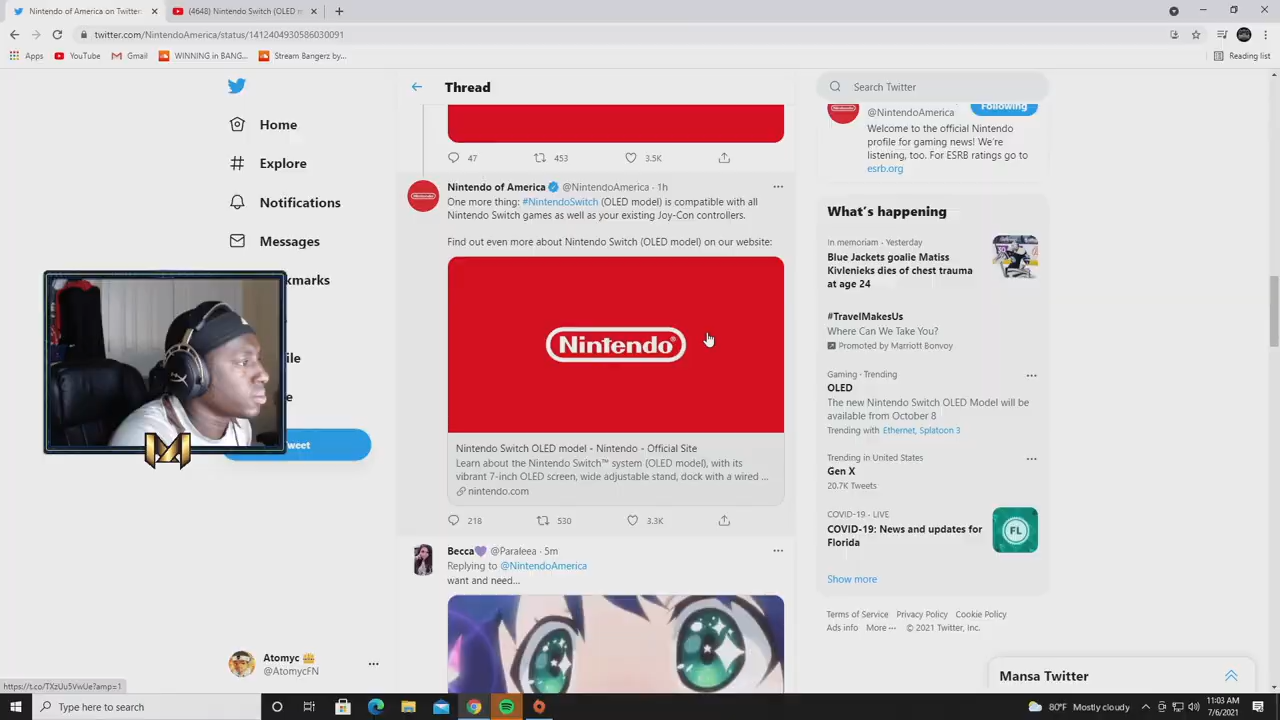 Nintendo of America on Twitter:
(4648) Nintendo Switch (OLED m
twitter.com/NintendoAmerica/status/1412404930586030091
Apps
YouTube
Gmail
WINNING in BANG...
Stream Bangerz by...
Reading list
Home
Explore
Notifications
Messages
kmarks
ile
e
eet
Atomyc
@AtomycFN
Thread
47
453
3.5K
Nintendo of America @NintendoAmerica · 1h
One more thing: #NintendoSwitch (OLED model) is compatible with all
Nintendo Switch games as well as your existing Joy-Con controllers.
Find out even more about Nintendo Switch (OLED model) on our website:
Nintendo®
Nintendo Switch OLED model - Nintendo - Official Site
Learn about the Nintendo Switch™ system (OLED model), with its
vibrant 7-inch OLED screen, wide adjustable stand, dock with a wired ...
nintendo.com
218
530
3.3K
Becca @Paraleea · 5m
Replying to @NintendoAmerica
want and need...
Search Twitter
Nintendo
@NintendoAmerica
Following
Welcome to the official Nintendo
profile for gaming news! We're
listening, too. For ESRB ratings go to
esrb.org
What's happening
In memoriam · Yesterday
Blue Jackets goalie Matiss
Kivlenieks dies of chest trauma
at age 24
#TravelMakesUs
Where Can We Take You?
Promoted by Marriott Bonvoy
Gaming · Trending
OLED
The new Nintendo Switch OLED Model will be
available from October 8
Trending with Ethernet, Splatoon 3
Trending in United States
Gen X
20.7K Tweets
COVID-19 · LIVE
COVID-19: News and updates for
Florida
FL
Show more
Terms of Service Privacy Policy Cookie Policy
Ads info More ··· © 2021 Twitter, Inc.
Mansa Twitter
https://t.co/TXzUu5VwUe?amp=1
Type here to search
80°F Mostly cloudy
11:03 AM
7/6/2021